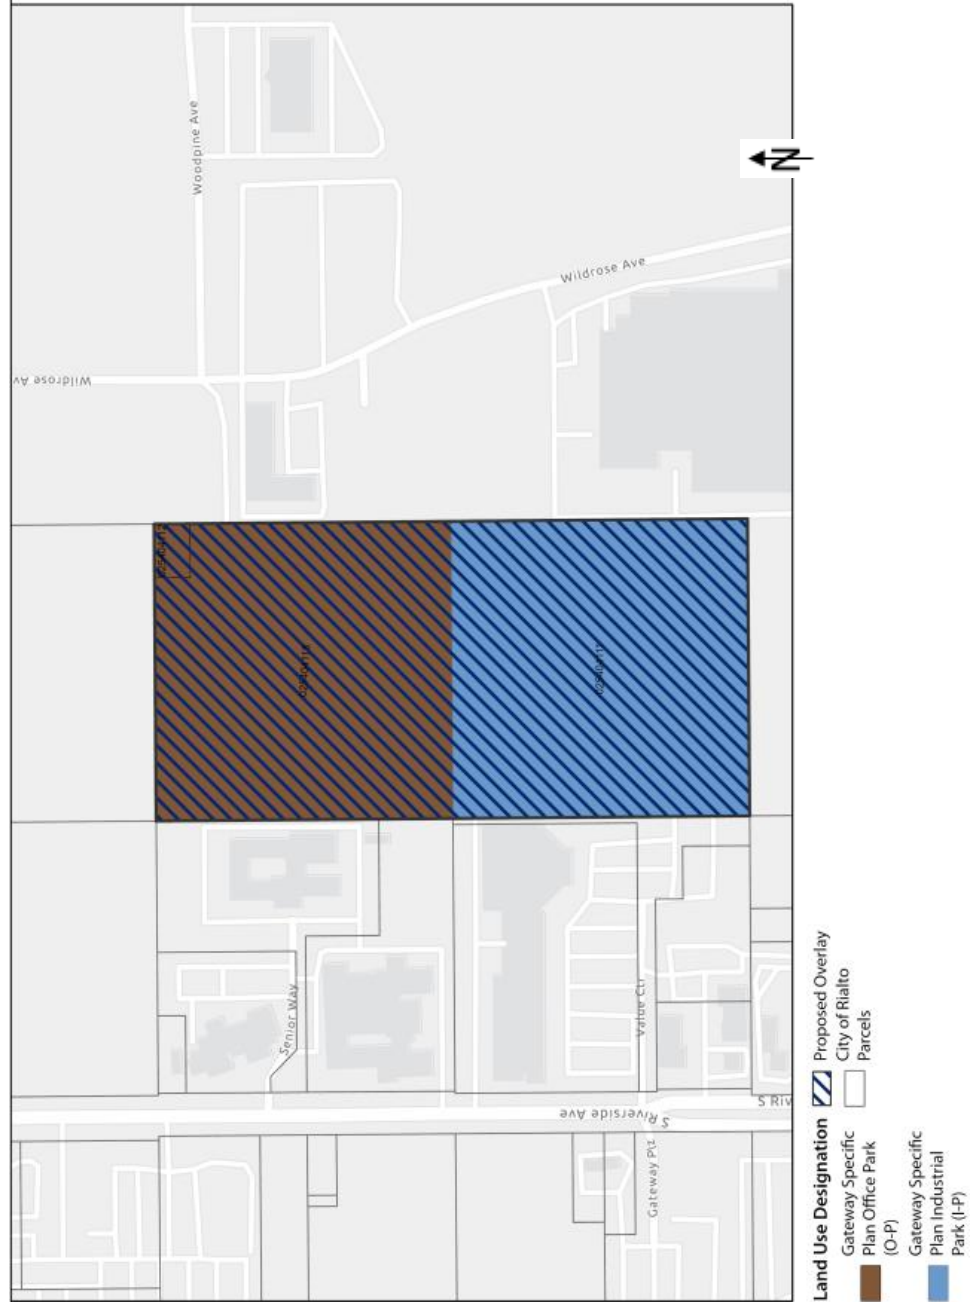 Woodpine Ave
Wildrose Av
Wildrose Ave
N
Senior Way
Value Ctr
S Riverside Ave
S Riv
Gateway Plz
Land Use Designation
Gateway Specific
Plan Office Park
(O-P)
Gateway Specific
Plan Industrial
Park (I-P)
Proposed Overlay
City of Rialto
Parcels